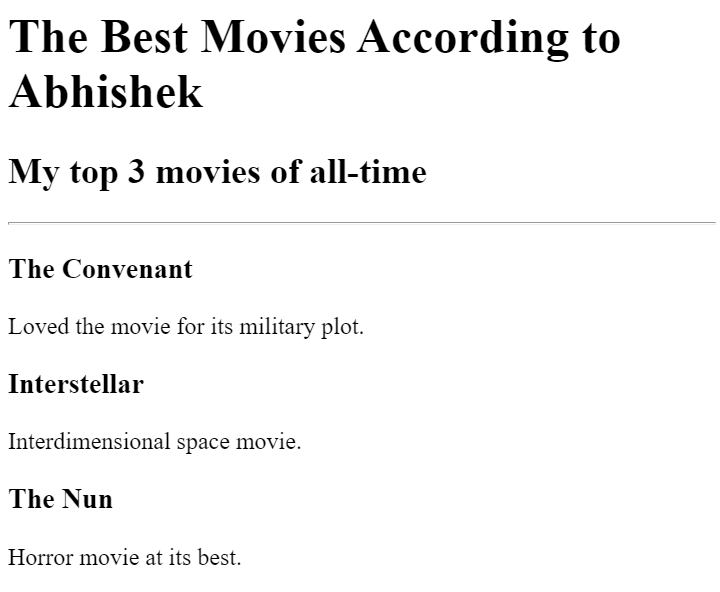 The Best Movies According to
Abhishek
My top 3 movies of all-time
The Convenant
Loved the movie for its military plot.
Interstellar
Interdimensional space movie.
The Nun
Horror movie at its best.